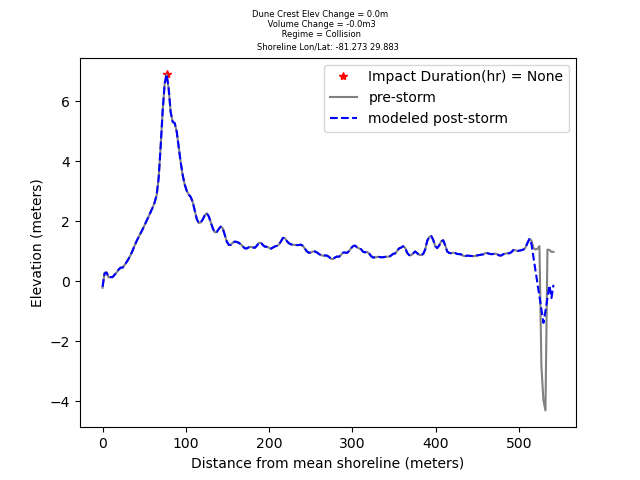 Dune Crest Elev Change = 0.0m
Volume Change = -0.0m3
Regime = Collision
Shoreline Lon/Lat: -81.273 29.883
Impact Duration(hr) = None
pre-storm
modeled post-storm
Elevation (meters)
6
4
2
0
−2
−4
0 100 200 300 400 500
Distance from mean shoreline (meters)